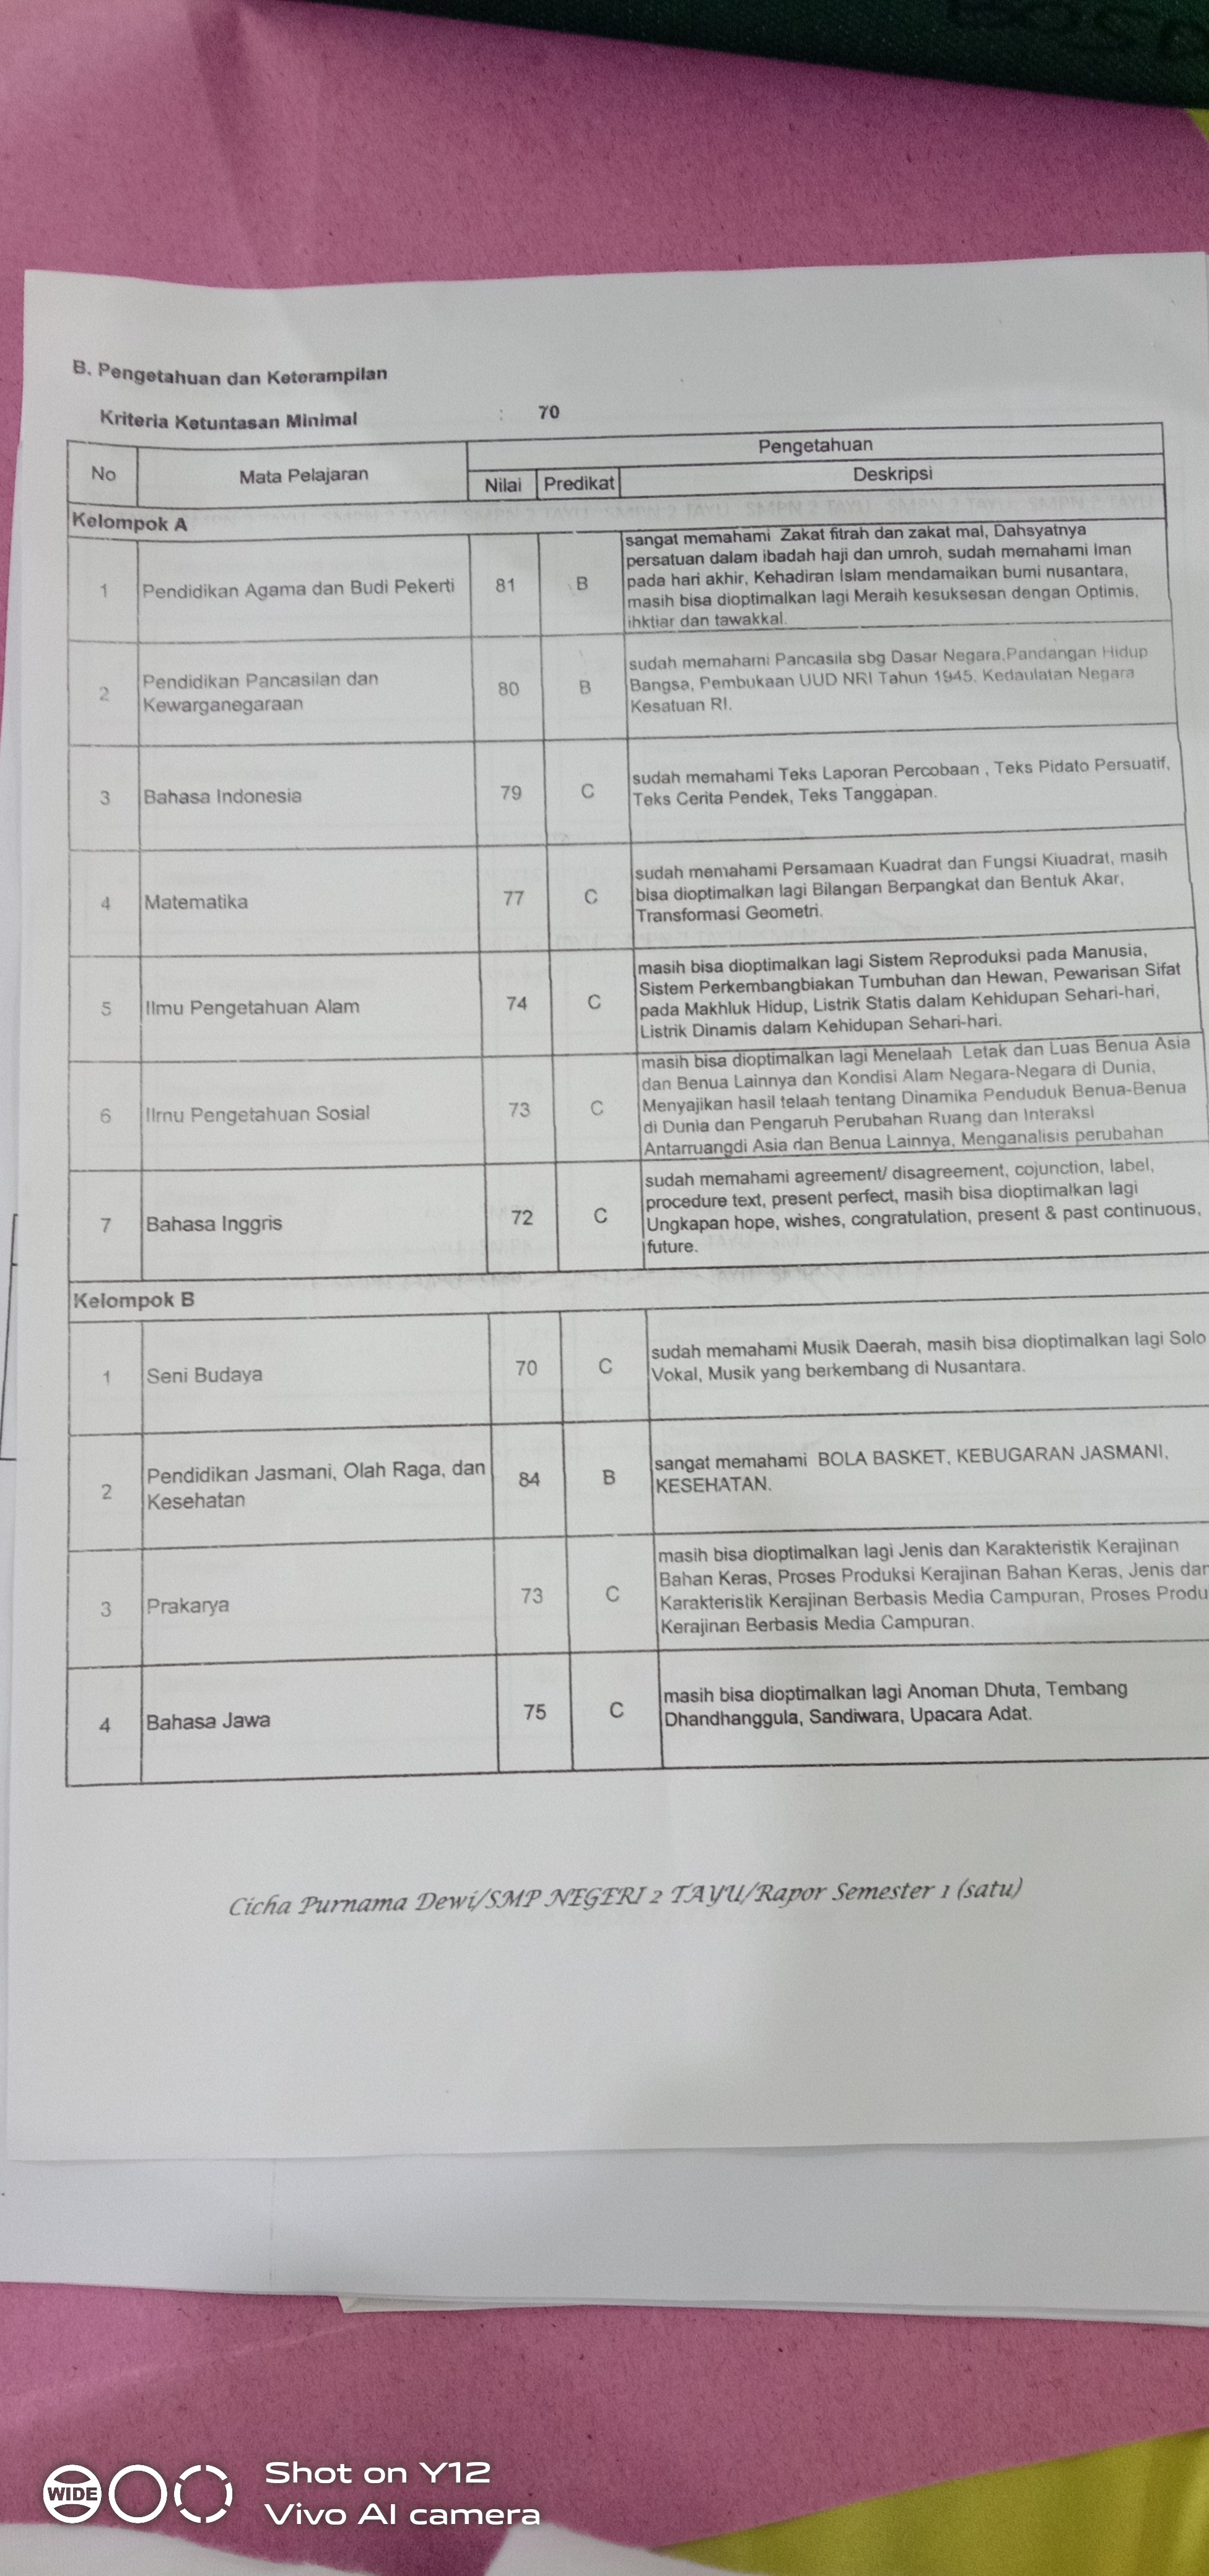 B. Pengetahuan dan Keterampilan
Kriteria Ketuntasan Minimal : 70
No Mata Pelajaran Pengetahuan
Nilai Predikat Deskripsi
Kelompok A
1 Pendidikan Agama dan Budi Pekerti 81 B
sangat memahami Zakat fitrah dan zakat mal, Dahsyatnya
persatuan dalam ibadah haji dan umroh, sudah memahami Iman
pada hari akhir, Kehadiran Islam mendamaikan bumi nusantara,
masih bisa dioptimalkan lagi Meraih kesuksesan dengan Optimis,
ihktiar dan tawakkal.
2 Pendidikan Pancasilan dan
Kewarganegaraan 80 B
sudah memahami Pancasila sbg Dasar Negara,Pandangan Hidup
Bangsa, Pembukaan UUD NRI Tahun 1945, Kedaulatan Negara
Kesatuan RI.
3 Bahasa Indonesia 79 C
sudah memahami Teks Laporan Percobaan , Teks Pidato Persuatif,
Teks Cerita Pendek, Teks Tanggapan.
4 Matematika 77 C
sudah memahami Persamaan Kuadrat dan Fungsi Kiuadrat, masih
bisa dioptimalkan lagi Bilangan Berpangkat dan Bentuk Akar,
Transformasi Geometri.
5 Ilmu Pengetahuan Alam 74 C
masih bisa dioptimalkan lagi Sistem Reproduksi pada Manusia,
Sistem Perkembangbiakan Tumbuhan dan Hewan, Pewarisan Sifat
pada Makhluk Hidup, Listrik Statis dalam Kehidupan Sehari-hari,
Listrik Dinamis dalam Kehidupan Sehari-hari.
6 Ilmu Pengetahuan Sosial 73 C
masih bisa dioptimalkan lagi Menelaah Letak dan Luas Benua Asia
dan Benua Lainnya dan Kondisi Alam Negara-Negara di Dunia,
Menyajikan hasil telaah tentang Dinamika Penduduk Benua-Benua
di Dunia dan Pengaruh Perubahan Ruang dan Interaksi
Antarruangdi Asia dan Benua Lainnya, Menganalisis perubahan
7 Bahasa Inggris 72 C
sudah memahami agreement/ disagreement, cojunction, label,
procedure text, present perfect, masih bisa dioptimalkan lagi
Ungkapan hope, wishes, congratulation, present & past continuous,
future.
Kelompok B
1 Seni Budaya 70 C
sudah memahami Musik Daerah, masih bisa dioptimalkan lagi Solo
Vokal, Musik yang berkembang di Nusantara.
2 Pendidikan Jasmani, Olah Raga, dan
Kesehatan 84 B
sangat memahami BOLA BASKET, KEBUGARAN JASMANI,
KESEHATAN.
3 Prakarya 73 C
masih bisa dioptimalkan lagi Jenis dan Karakteristik Kerajinan
Bahan Keras, Proses Produksi Kerajinan Bahan Keras, Jenis dan
Karakteristik Kerajinan Berbasis Media Campuran, Proses Produ
Kerajinan Berbasis Media Campuran.
4 Bahasa Jawa 75 C
masih bisa dioptimalkan lagi Anoman Dhuta, Tembang
Dhandhanggula, Sandiwara, Upacara Adat.
Cicha Purnama Dewi/SMP NEGERI 2 TAYU/Rapor Semester 1 (satu)
WIDE
Shot on Y12
Vivo AI camera